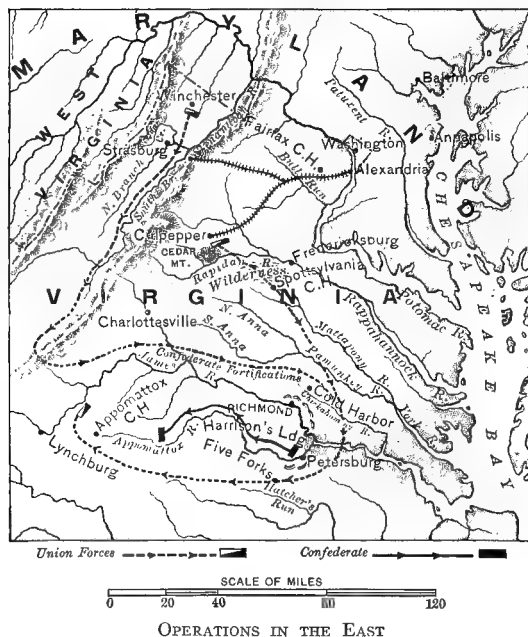 MARYLAND
WEST VIRGINIA
Winchester
Strasburg
N. Branch
Fairfax C.H.
Bull Run
Patuxent R.
Baltimore
Annapolis
Washington
Alexandria
CHESAPEAKE BAY
Culpepper
CEDAR MT.
Rapidan R.
Wilderness
Fredericksburg
Spottsylvania C.H.
VIRGINIA
Charlottesville
N. Anna
S. Anna
Mattapony R.
Pamunkey R.
Rappahannock R.
Potomac R.
York R.
Confederate Fortifications
James R.
Cold Harbor
RICHMOND
Appomattox C.H.
Harrison's Ldg.
Appomattox R.
Five Forks
Petersburg
Lynchburg
Hatcher's Run
Union Forces
Confederate
SCALE OF MILES
0 20 40 80 120
OPERATIONS IN THE EAST